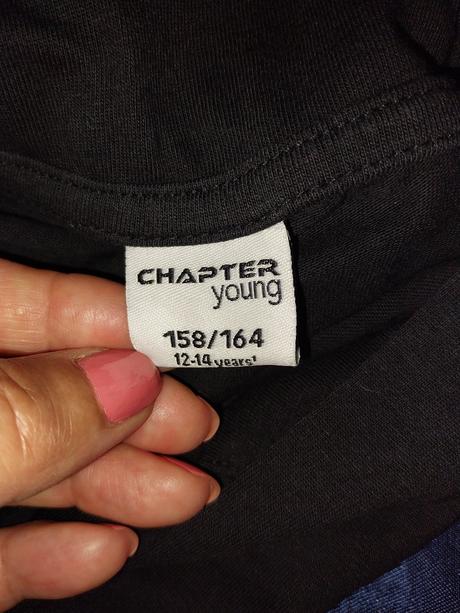 CHAPTER
young
158/164
12-14 years'